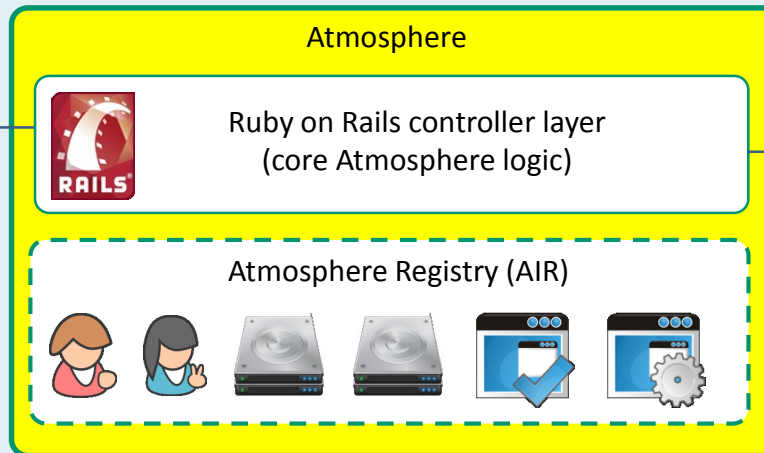 Atmosphere
Ruby on Rails controller layer
(core Atmosphere logic)
RAILS
Atmosphere Registry (AIR)